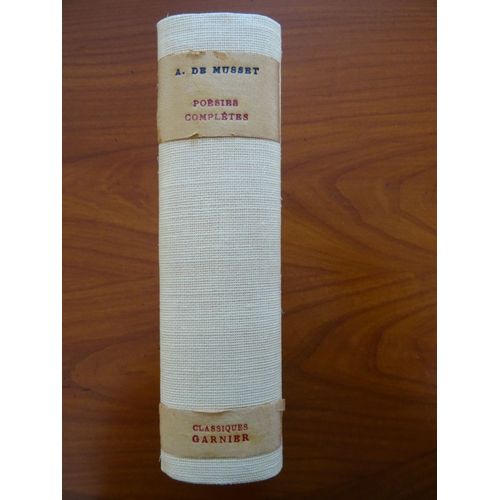 A. DE MUSSET
POÉSIES
COMPLÈTES
CLASSIQUES
GARNIER